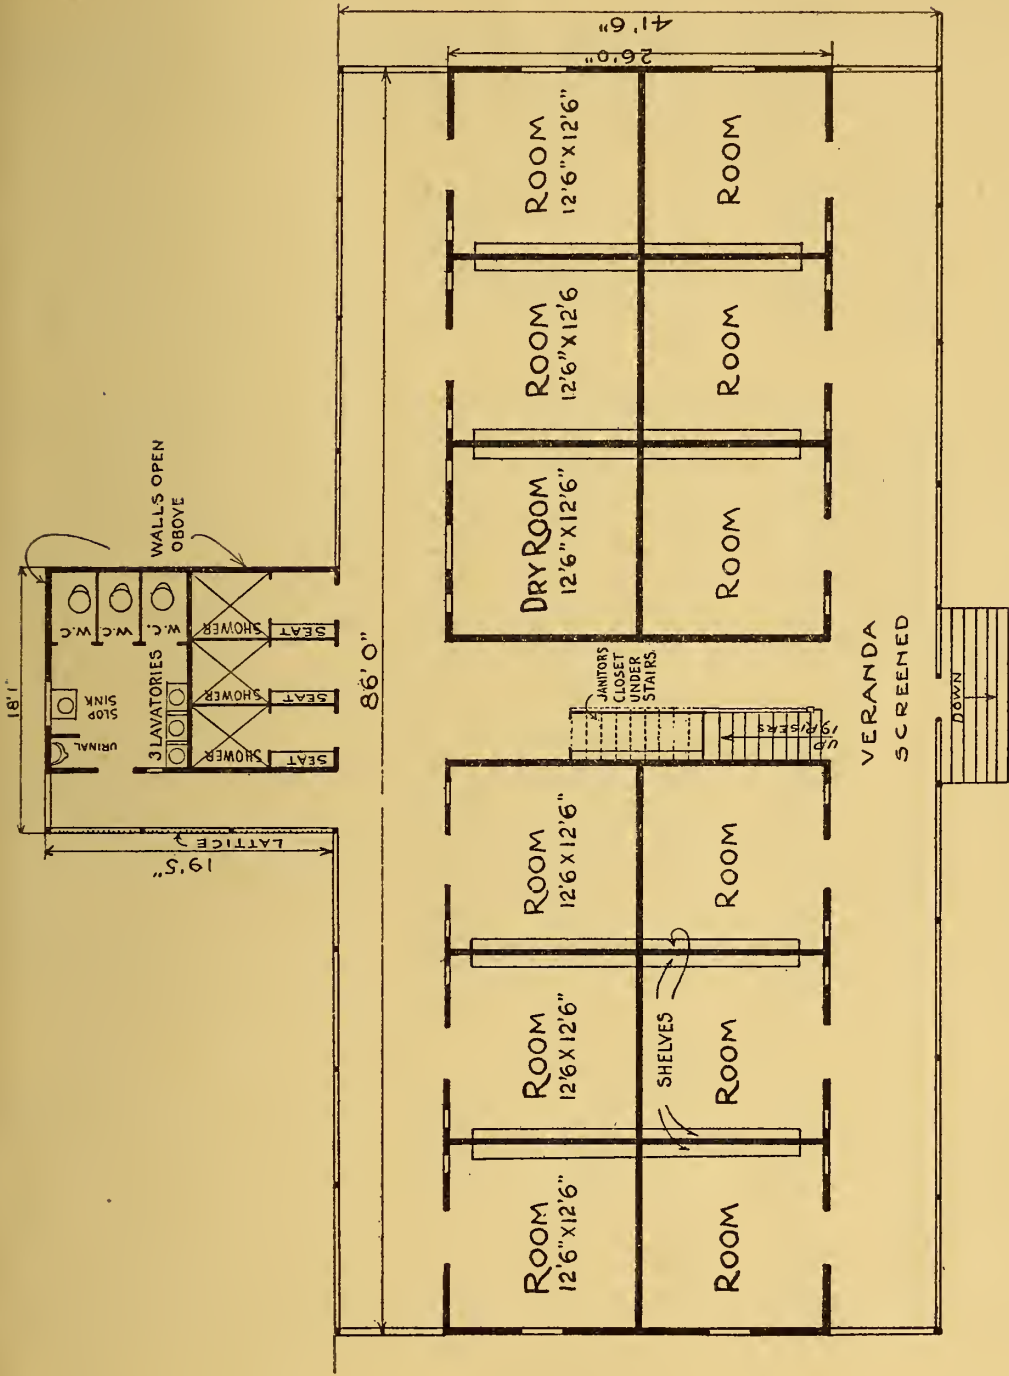 41'6"
26'0"
ROOM
12'6"X12'6"
ROOM
ROOM
12'6"X12'6
ROOM
DRY ROOM
12'6"X12'6"
ROOM
WALLS OPEN
OBOVE
18'1"
W.C.
W.C.
W.C.
SLOP
SINK
URINAL
3 LAVATORIES
SHOWER
SHOWER
SHOWER
SEAT
SEAT
SEAT
LATTICE
19'5"
86'0"
JANITORS
CLOSET
UNDER
STAIRS.
UP
19 RISERS
VERANDA
SCREENED
DOWN
ROOM
12'6X12'6"
ROOM
ROOM
12'6X12'6"
ROOM
SHELVES
ROOM
12'6"X12'6"
ROOM